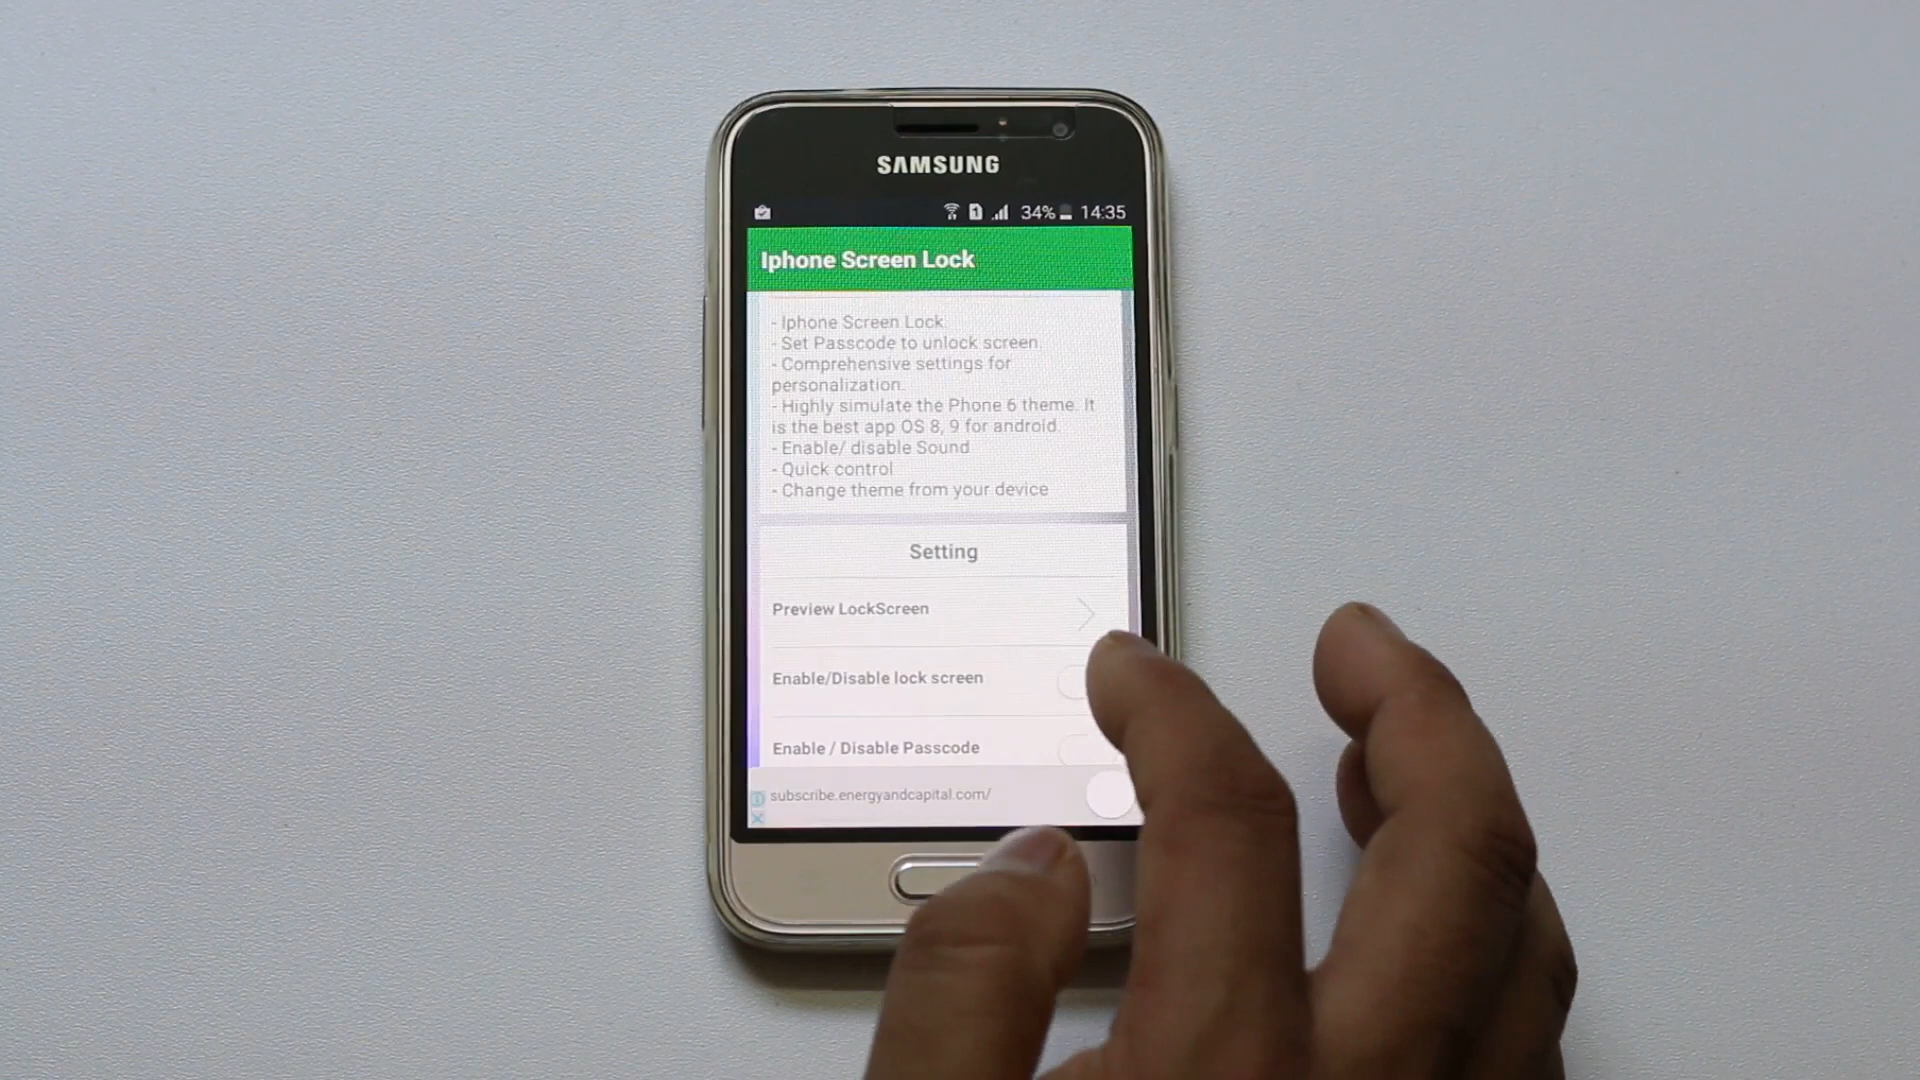 SAMSUNG
34% 14:35
Iphone Screen Lock
- Iphone Screen Lock
- Set Passcode to unlock screen.
- Comprehensive settings for
personalization.
- Highly simulate the Phone 6 theme. It
is the best app OS 8, 9 for android.
- Enable/ disable Sound
- Quick control
- Change theme from your device
Setting
Preview LockScreen
Enable/Disable lock screen
Enable / Disable Passcode
subscribe.energyandcapital.com/